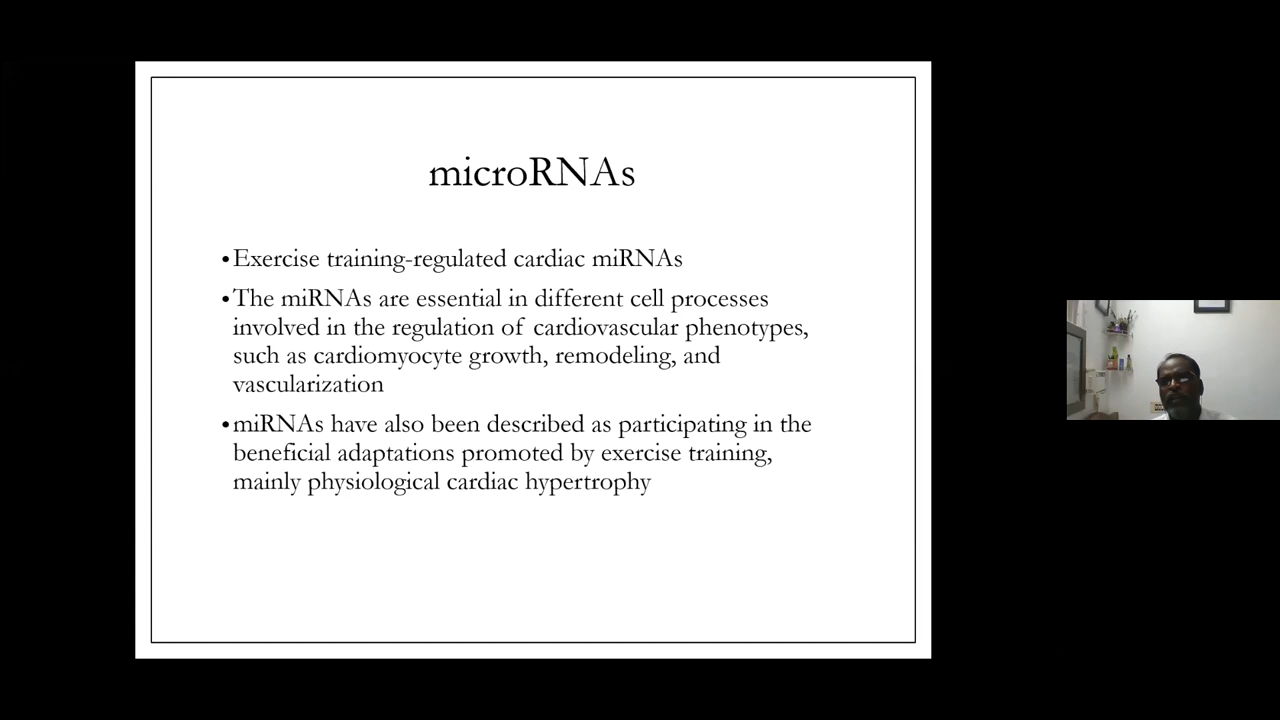 microRNAs
•Exercise training-regulated cardiac miRNAs
•The miRNAs are essential in different cell processes
involved in the regulation of cardiovascular phenotypes,
such as cardiomyocyte growth, remodeling, and
vascularization
•miRNAs have also been described as participating in the
beneficial adaptations promoted by exercise training,
mainly physiological cardiac hypertrophy